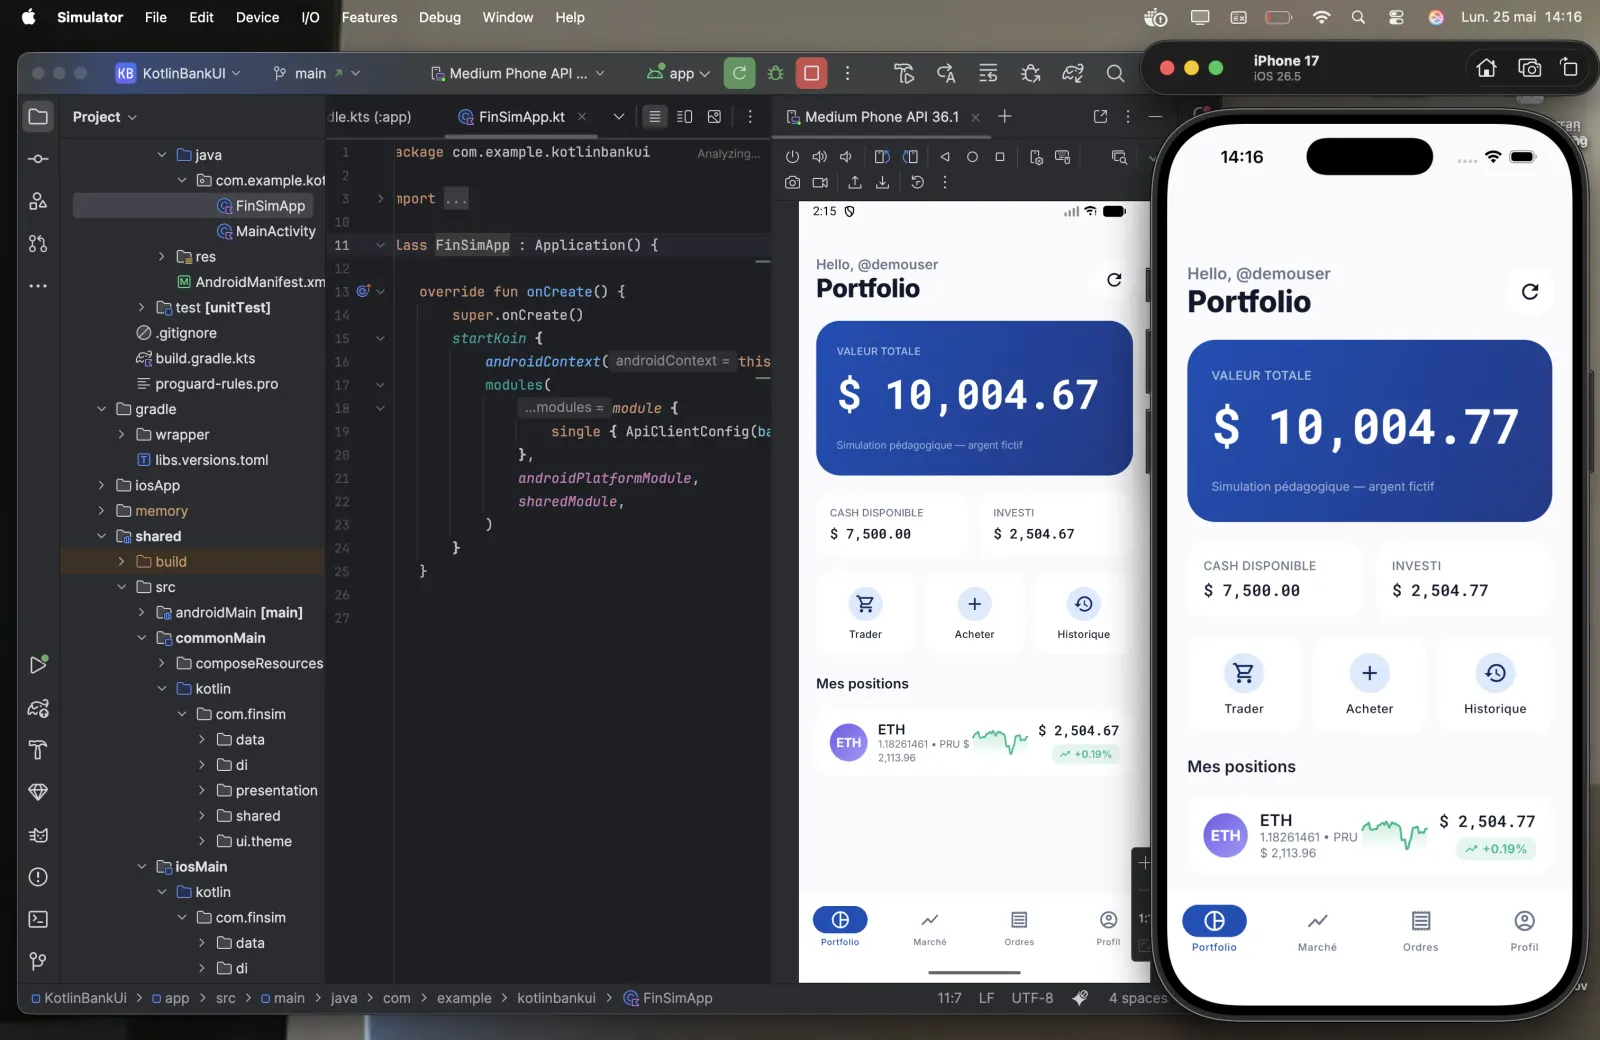 Simulator File Edit Device I/O Features Debug Window Help Lun. 25 mai 14:16
KB KotlinBankUI main Medium Phone API ... app
iPhone 17
iOS 26.5
Project
dle.kts (:app) FinSimApp.kt
Medium Phone API 36.1
java
com.example.kot
FinSimApp
MainActivity
res
AndroidManifest.xm
test [unitTest]
.gitignore
build.gradle.kts
proguard-rules.pro
gradle
wrapper
libs.versions.toml
iosApp
memory
shared
build
src
androidMain [main]
commonMain
composeResources
kotlin
com.finsim
data
di
presentation
shared
ui.theme
iosMain
kotlin
com.finsim
data
di
1 ackage com.example.kotlinbankui Analyzing...
2
3 mport ...
10
11 lass FinSimApp : Application() {
12
13 override fun onCreate() {
14 super.onCreate()
15 startKoin {
16 androidContext( androidContext = this
17 modules(
18 ...modules = module {
19 single { ApiClientConfig(ba
20 },
21 androidPlatformModule,
22 sharedModule,
23 )
24 }
25 }
26
27
2:15
Hello, @demouser
Portfolio
VALEUR TOTALE
$ 10,004.67
Simulation pédagogique — argent fictif
CASH DISPONIBLE
$ 7,500.00
INVESTI
$ 2,504.67
Trader Acheter Historique
Mes positions
ETH ETH
1.18261461 • PRU $
2,113.96
$ 2,504.67
+0.19%
Portfolio Marché Ordres Profil
1:
14:16
Hello, @demouser
Portfolio
VALEUR TOTALE
$ 10,004.77
Simulation pédagogique — argent fictif
CASH DISPONIBLE
$ 7,500.00
INVESTI
$ 2,504.77
Trader Acheter Historique
Mes positions
ETH ETH
1.18261461 • PRU
$ 2,113.96
$ 2,504.77
+0.19%
Portfolio Marché Ordres Profil
KotlinBankUi app src main java com example kotlinbankui FinSimApp
11:7 LF UTF-8 4 spaces